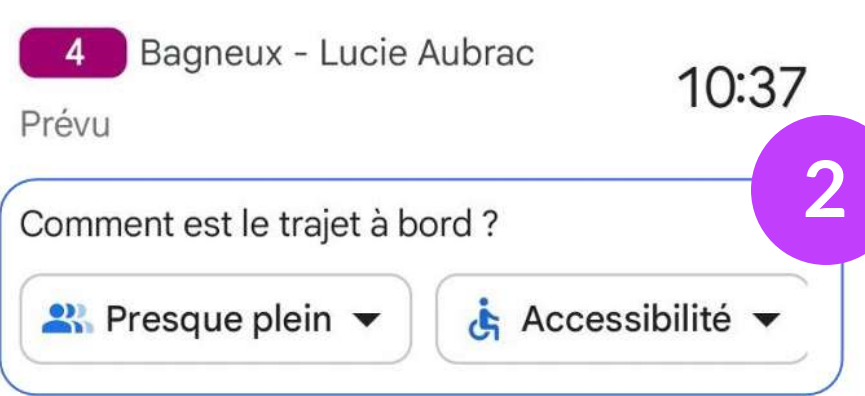 4 Bagneux - Lucie Aubrac
10:37
Prévu
2
Comment est le trajet à bord ?
Presque plein
Accessibilité